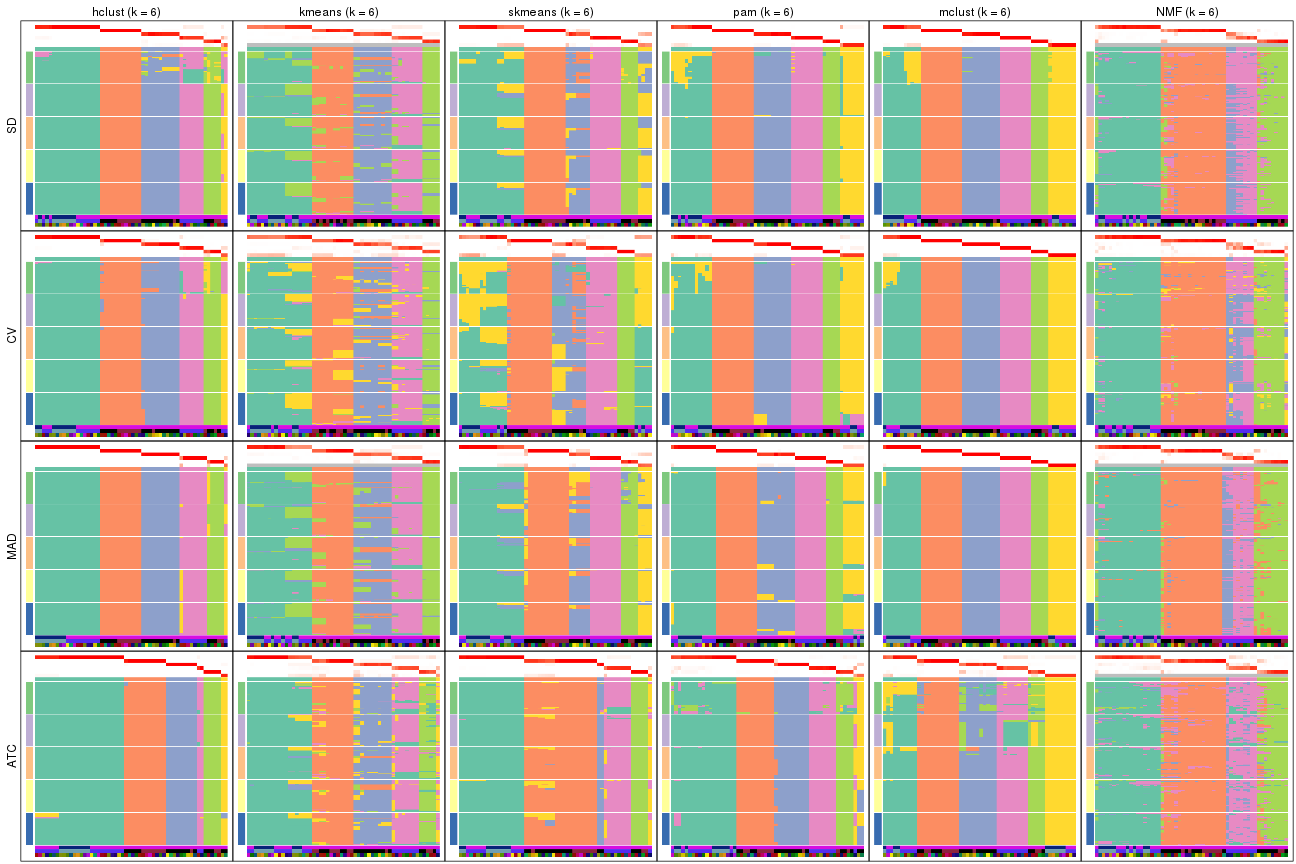 hclust (k = 6)
kmeans (k = 6)
skmeans (k = 6)
pam (k = 6)
mclust (k = 6)
NMF (k = 6)
SD
CV
MAD
ATC